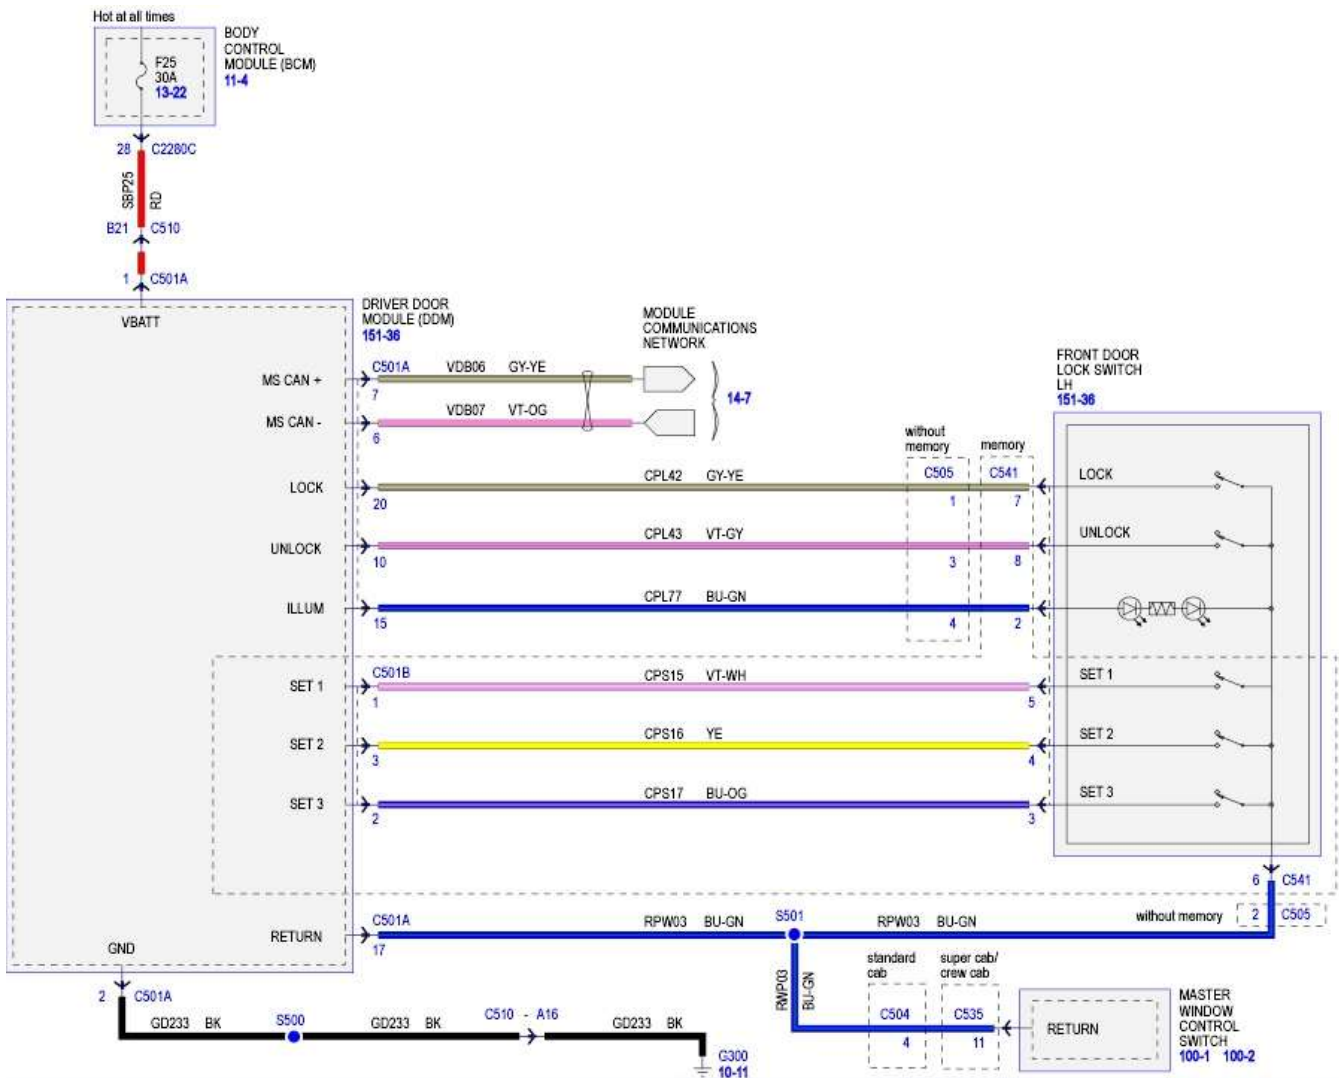 Hot at all times
BODY
CONTROL
MODULE (BCM)
11-4
F25
30A
13-22
28 C2280C
SBP25 RD
B21 C510
1 C501A
VBATT
DRIVER DOOR
MODULE (DDM)
151-36
MODULE
COMMUNICATIONS
NETWORK
14-7
MS CAN +
C501A
7
VDB06 GY-YE
MS CAN -
6
VDB07 VT-OG
FRONT DOOR
LOCK SWITCH
LH
151-36
without
memory
memory
C505 C541
LOCK
20
CPL42 GY-YE
1 7
LOCK
UNLOCK
10
CPL43 VT-GY
3 8
UNLOCK
ILLUM
15
CPL77 BU-GN
4 2
SET 1
C501B
1
CPS15 VT-WH
5
SET 1
SET 2
3
CPS16 YE
4
SET 2
SET 3
2
CPS17 BU-OG
3
SET 3
6 C541
without memory 2 C505
RETURN
C501A
17
RPW03 BU-GN
S501
RPW03 BU-GN
GND
2 C501A
GD233 BK
S500
GD233 BK
C510 - A16
GD233 BK
G300
10-11
RWP03 BU-GN
standard
cab
super cab/
crew cab
C504 C535
4 11
RETURN
MASTER
WINDOW
CONTROL
SWITCH
100-1 100-2